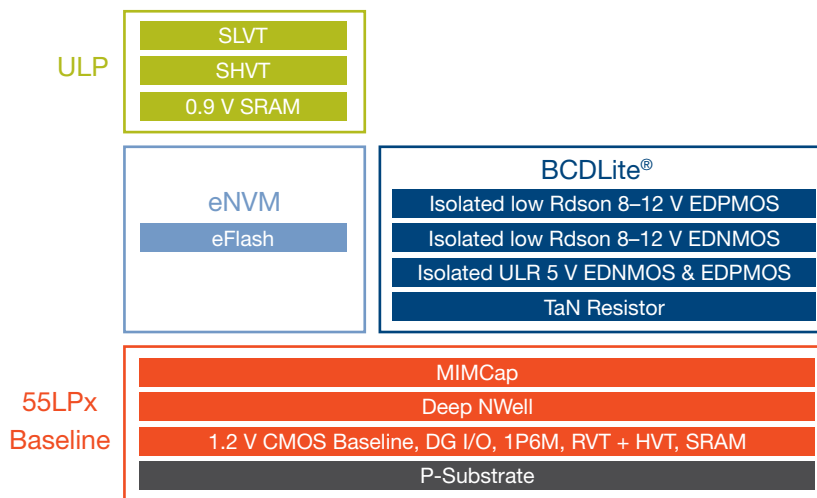 ULP
SLVT
SHVT
0.9 V SRAM
eNVM
eFlash
BCDLite®
Isolated low Rdson 8–12 V EDPMOS
Isolated low Rdson 8–12 V EDNMOS
Isolated ULR 5 V EDNMOS & EDPMOS
TaN Resistor
55LPx
Baseline
MIMCap
Deep NWell
1.2 V CMOS Baseline, DG I/O, 1P6M, RVT + HVT, SRAM
P-Substrate